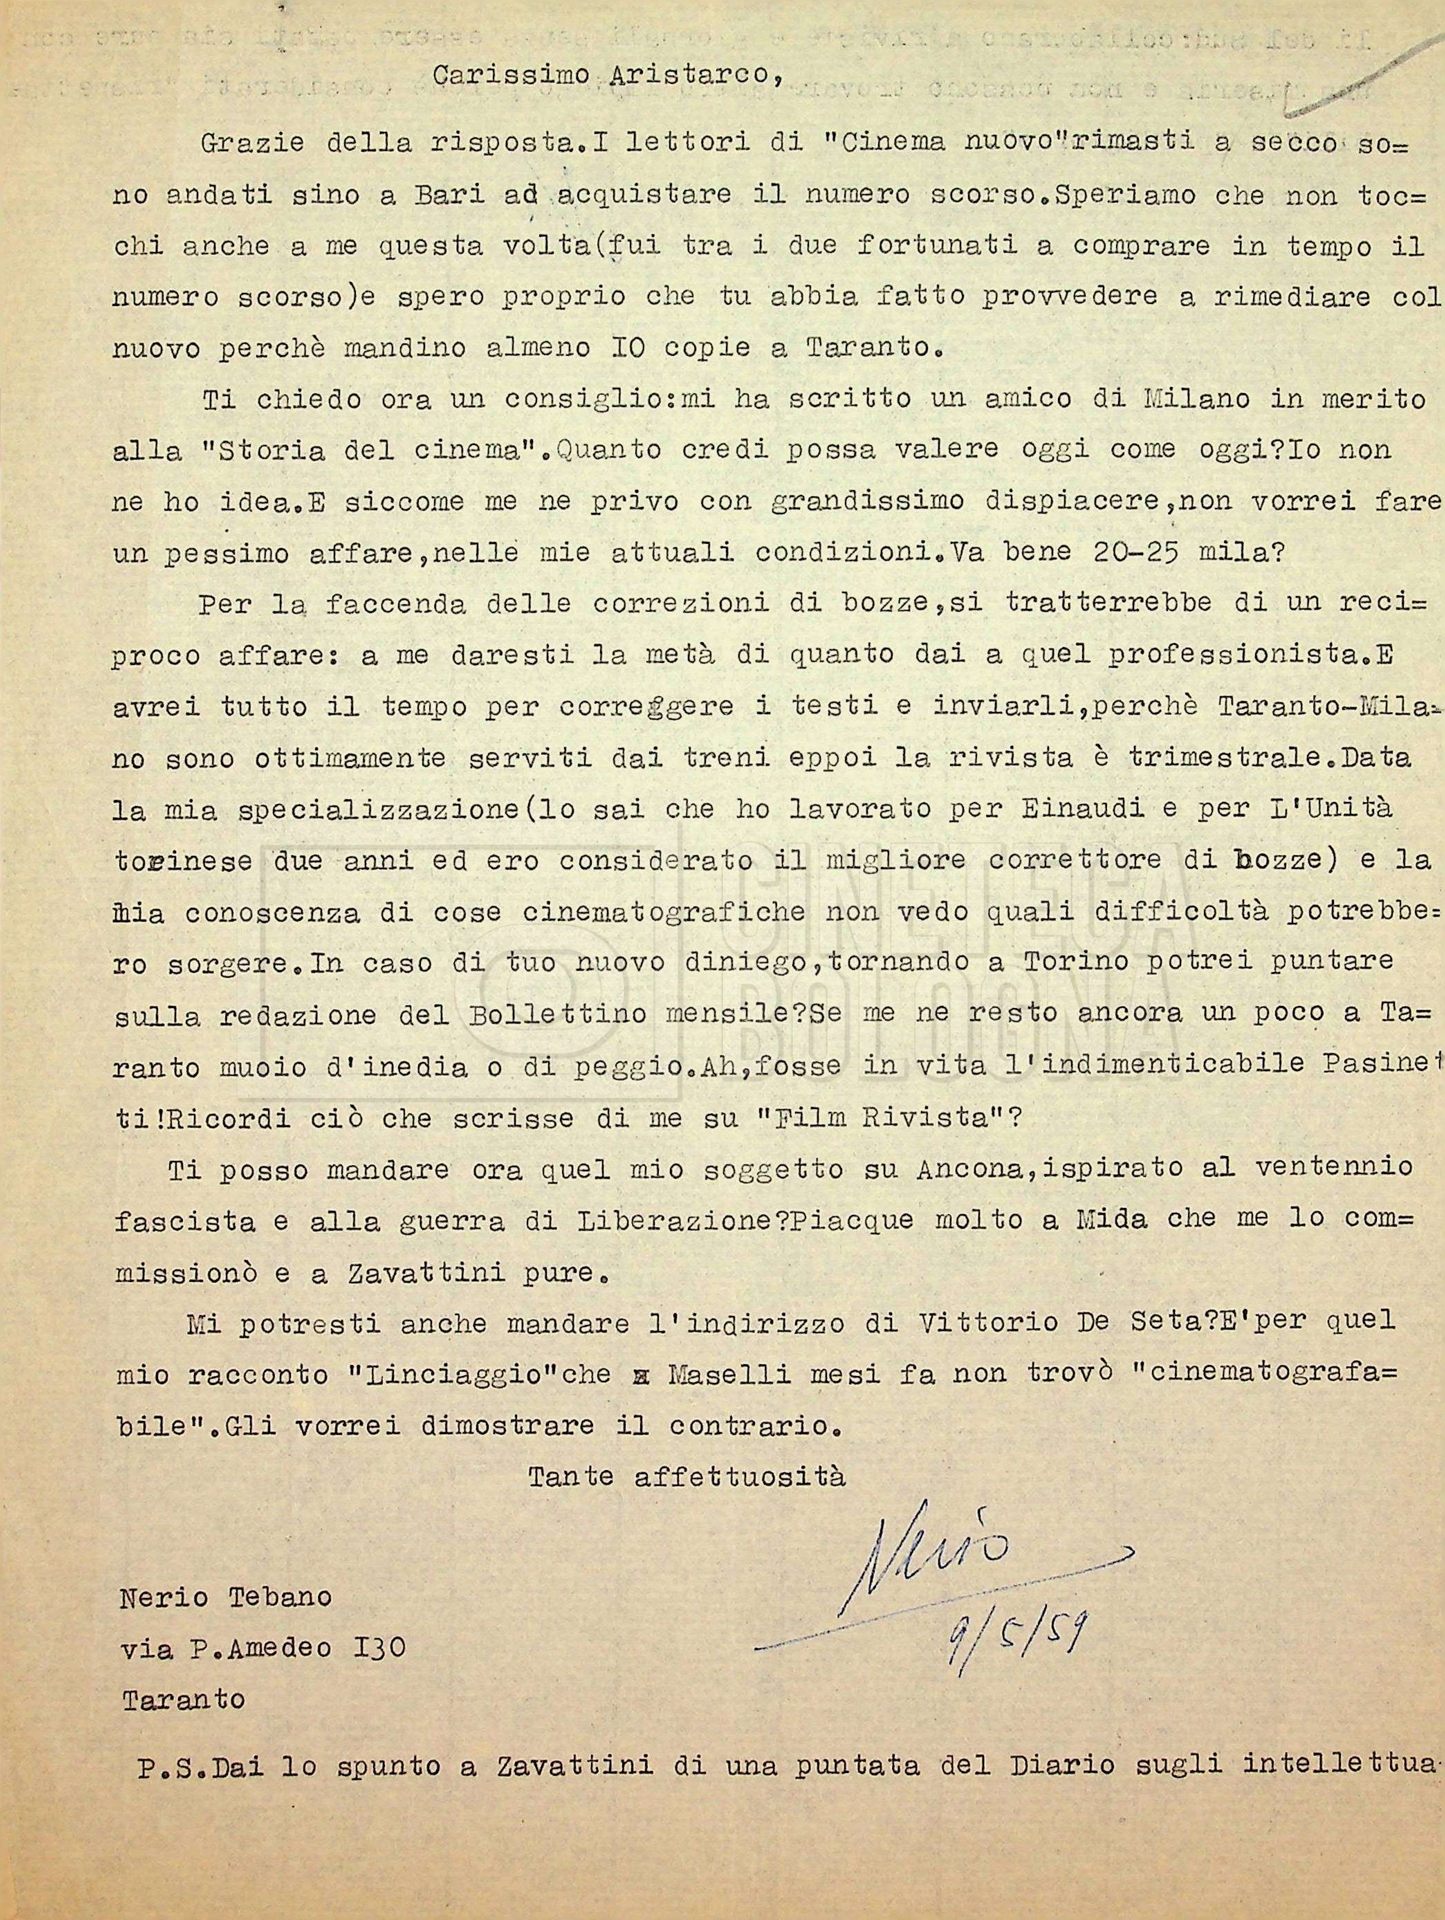 Carissimo Aristarco,
Grazie della risposta.I lettori di "Cinema nuovo"rimasti a secco so=
no andati sino a Bari ad acquistare il numero scorso.Speriamo che non toc=
chi anche a me questa volta(fui tra i due fortunati a comprare in tempo il
numero scorso)e spero proprio che tu abbia fatto provvedere a rimediare col
nuovo perchè mandino almeno IO copie a Taranto.
Ti chiedo ora un consiglio:mi ha scritto un amico di Milano in merito
alla "Storia del cinema".Quanto credi possa valere oggi come oggi?Io non
ne ho idea.E siccome me ne privo con grandissimo dispiacere,non vorrei fare
un pessimo affare,nelle mie attuali condizioni.Va bene 20-25 mila?
Per la faccenda delle correzioni di bozze,si tratterrebbe di un reci=
proco affare: a me daresti la metà di quanto dai a quel professionista.E
avrei tutto il tempo per correggere i testi e inviarli,perchè Taranto-Mila=
no sono ottimamente serviti dai treni eppoi la rivista è trimestrale.Data
la mia specializzazione(lo sai che ho lavorato per Einaudi e per L'Unità
torinese due anni ed ero considerato il migliore correttore di bozze) e la
mia conoscenza di cose cinematografiche non vedo quali difficoltà potrebbe=
ro sorgere.In caso di tuo nuovo diniego,tornando a Torino potrei puntare
sulla redazione del Bollettino mensile?Se me ne resto ancora un poco a Ta=
ranto muoio d'inedia o di peggio.Ah,fosse in vita l'indimenticabile Pasinet
ti!Ricordi ciò che scrisse di me su "Film Rivista"?
Ti posso mandare ora quel mio soggetto su Ancona,ispirato al ventennio
fascista e alla guerra di Liberazione?Piacque molto a Mida che me lo com=
missionò e a Zavattini pure.
Mi potresti anche mandare l'indirizzo di Vittorio De Seta?E'per quel
mio racconto "Linciaggio"che Maselli mesi fa non trovò "cinematografa=
bile".Gli vorrei dimostrare il contrario.
Tante affettuosità
Nerio
9/5/59
Nerio Tebano
via P.Amedeo I30
Taranto
P.S.Dai lo spunto a Zavattini di una puntata del Diario sugli intellettua
CINETECA
BOLOGNA